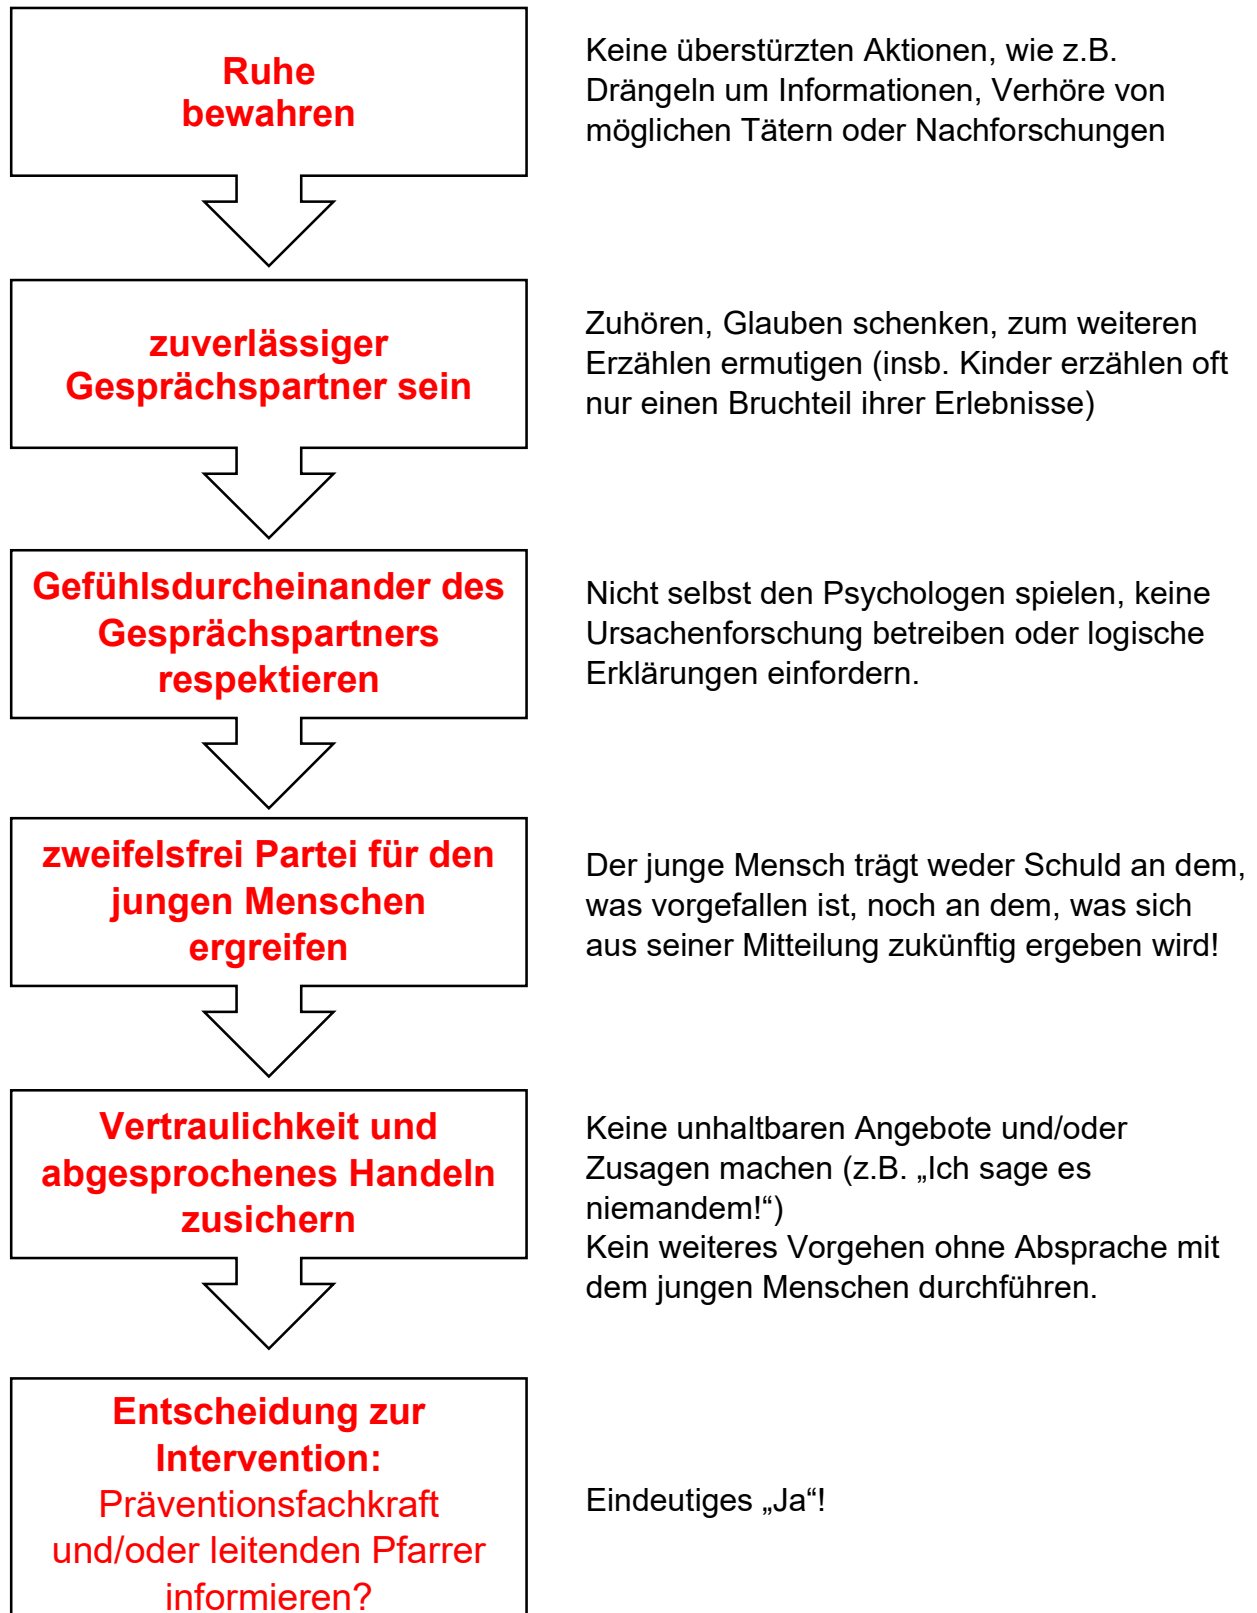 Ruhe
bewahren
Keine überstürzten Aktionen, wie z.B.
Drängeln um Informationen, Verhöre von
möglichen Tätern oder Nachforschungen
zuverlässiger
Gesprächspartner sein
Zuhören, Glauben schenken, zum weiteren
Erzählen ermutigen (insb. Kinder erzählen oft
nur einen Bruchteil ihrer Erlebnisse)
Gefühlsdurcheinander des
Gesprächspartners
respektieren
Nicht selbst den Psychologen spielen, keine
Ursachenforschung betreiben oder logische
Erklärungen einfordern.
zweifelsfrei Partei für den
jungen Menschen
ergreifen
Der junge Mensch trägt weder Schuld an dem,
was vorgefallen ist, noch an dem, was sich
aus seiner Mitteilung zukünftig ergeben wird!
Vertraulichkeit und
abgesprochenes Handeln
zusichern
Keine unhaltbaren Angebote und/oder
Zusagen machen (z.B. „Ich sage es
niemandem!“)
Kein weiteres Vorgehen ohne Absprache mit
dem jungen Menschen durchführen.
Entscheidung zur
Intervention:
Präventionsfachkraft
und/oder leitenden Pfarrer
informieren?
Eindeutiges „Ja“!